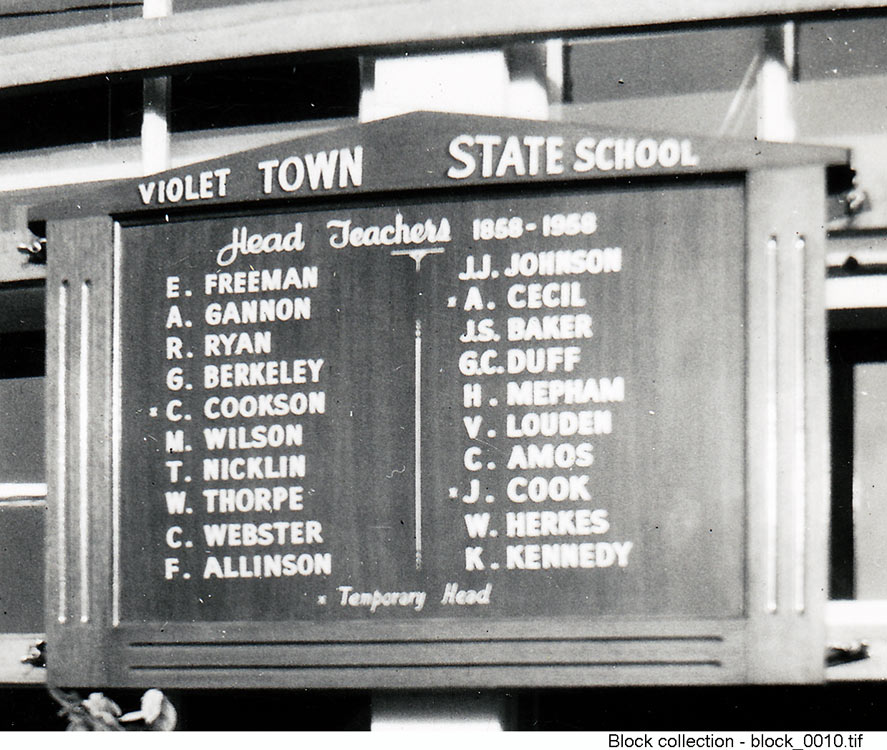 VIOLET TOWN STATE SCHOOL
Head Teachers 1858-1958
E. FREEMAN
A. GANNON
R. RYAN
G. BERKELEY
x C. COOKSON
M. WILSON
T. NICKLIN
W. THORPE
C. WEBSTER
F. ALLINSON
J.J. JOHNSON
x A. CECIL
J.S. BAKER
G.C. DUFF
H. MEPHAM
V. LOUDEN
C. AMOS
x J. COOK
W. HERKES
K. KENNEDY
x Temporary Head
Block collection - block_0010.tif